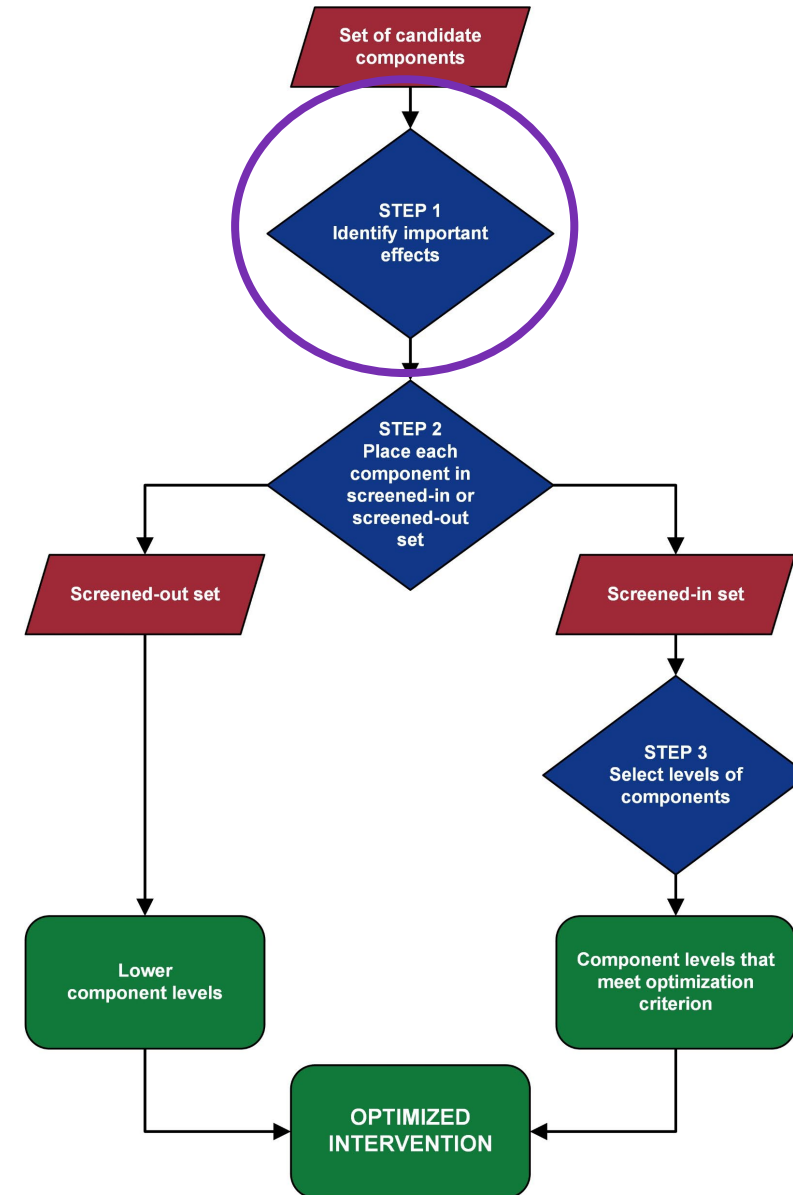 Set of candidate
components
STEP 1
Identify important
effects
STEP 2
Place each
component in
screened-in or
screened-out
set
Screened-out set
Screened-in set
STEP 3
Select levels of
components
Lower
component levels
Component levels that
meet optimization
criterion
OPTIMIZED
INTERVENTION